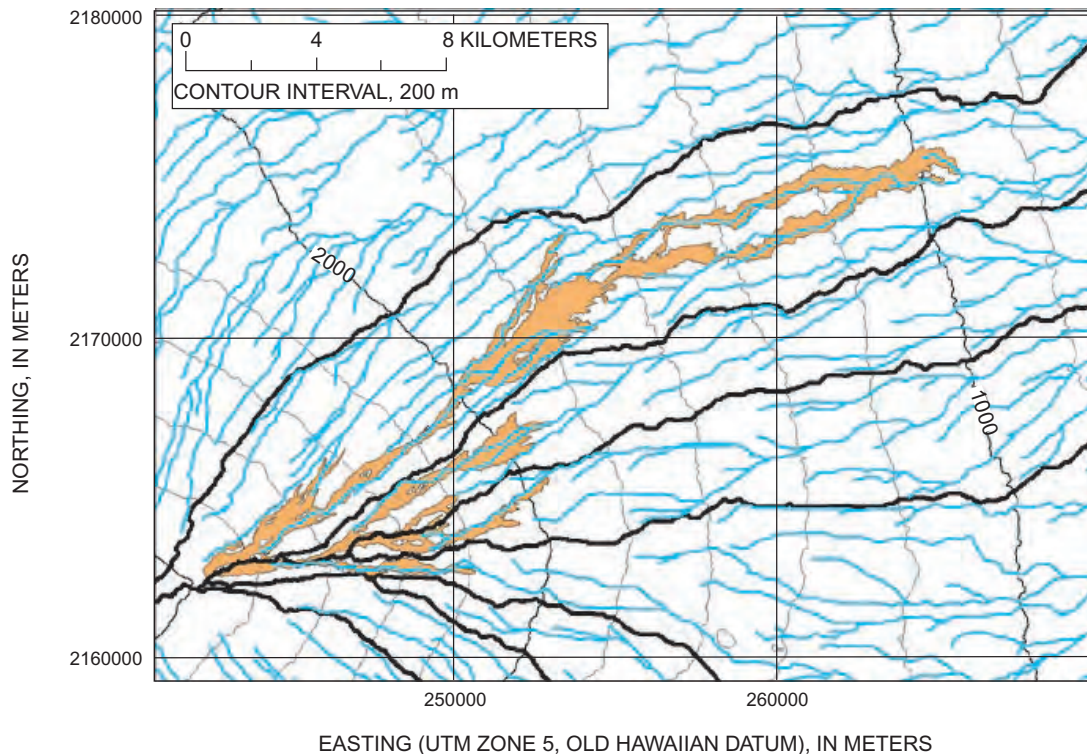 2180000
0 4 8 KILOMETERS
CONTOUR INTERVAL, 200 m
2000
2170000
1000
NORTHING, IN METERS
2160000
250000 260000
EASTING (UTM ZONE 5, OLD HAWAIIAN DATUM), IN METERS